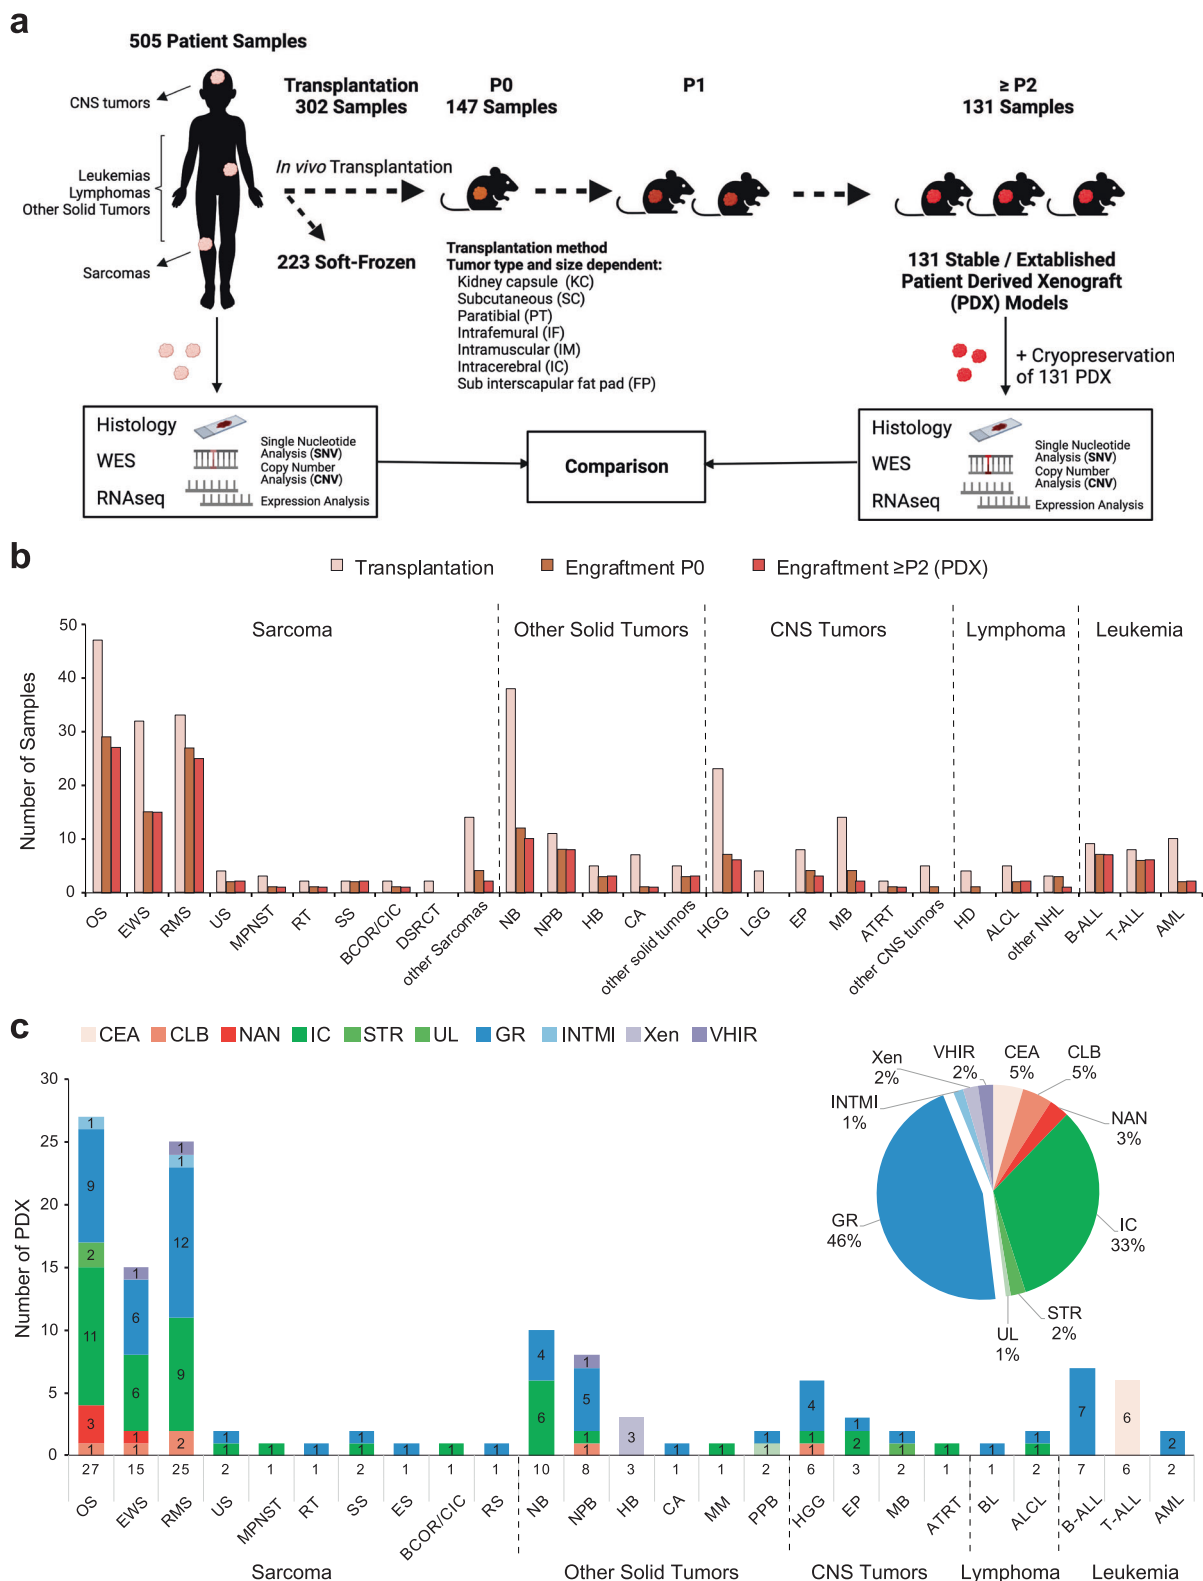 a
505 Patient Samples
CNS tumors
Leukemias
Lymphomas
Other Solid Tumors
Sarcomas
Transplantation
302 Samples
P0
147 Samples
P1
≥ P2
131 Samples
In vivo Transplantation
223 Soft-Frozen
Transplantation method
Tumor type and size dependent:
Kidney capsule (KC)
Subcutaneous (SC)
Paratibial (PT)
Intrafemural (IF)
Intramuscular (IM)
Intracerebral (IC)
Sub interscapular fat pad (FP)
131 Stable / Extablished
Patient Derived Xenograft
(PDX) Models
+ Cryopreservation
of 131 PDX
Histology
WES
RNAseq
Single Nucleotide
Analysis (SNV)
Copy Number
Analysis (CNV)
Expression Analysis
Comparison
Histology
WES
RNAseq
Single Nucleotide
Analysis (SNV)
Copy Number
Analysis (CNV)
Expression Analysis
b
Transplantation Engraftment P0 Engraftment ≥P2 (PDX)
Sarcoma Other Solid Tumors CNS Tumors Lymphoma Leukemia
Number of Samples
50
40
30
20
10
0
OS EWS RMS US MPNST RT SS BCOR/CIC DSRCT other Sarcomas NB NPB HB CA other solid tumors HGG LGG EP MB ATRT other CNS tumors HD ALCL other NHL B-ALL T-ALL AML
c
CEA CLB NAN IC STR UL GR INTMI Xen VHIR
Number of PDX
30
25
20
15
10
5
0
1
9
2
11
3
1
1
6
6
1
1
1
1
12
9
2
1
1
1
1
1
1
1
1
1
4
6
1
5
1
1
3
1
1
1
1
4
1
1
1
2
1
1
1
1
1
1
7
6
2
Xen
2%
VHIR
2%
CEA
5%
CLB
5%
INTMI
1%
NAN
3%
GR
46%
IC
33%
STR
2%
UL
1%
27 15 25 2 1 1 2 1 1 1 10 8 3 1 1 2 6 3 2 1 1 2 7 6 2
OS EWS RMS US MPNST RT SS ES BCOR/CIC RS NB NPB HB CA MM PPB HGG EP MB ATRT BL ALCL B-ALL T-ALL AML
Sarcoma Other Solid Tumors CNS Tumors Lymphoma Leukemia